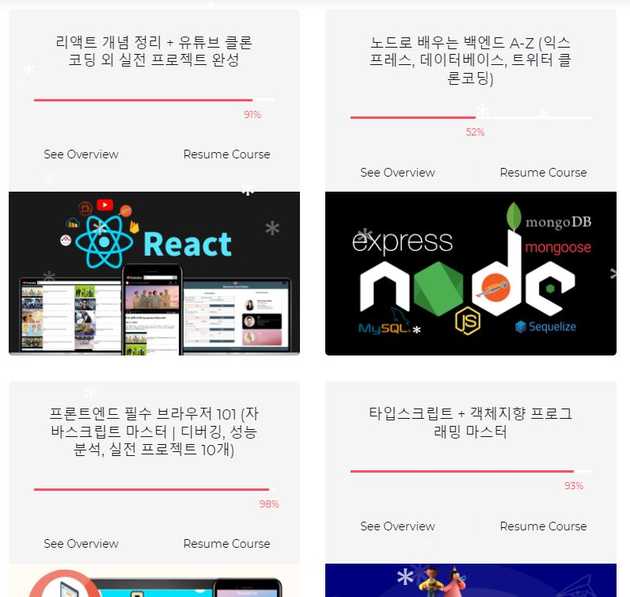 리액트 개념 정리 + 유튜브 클론
코딩 외 실전 프로젝트 완성
91%
See Overview
Resume Course
React
노드로 배우는 백엔드 A-Z (익스
프레스, 데이터베이스, 트위터 클
론코딩)
52%
See Overview
Resume Course
mongoDB
express
mongoose
node
MySQL
JS
Sequelize
프론트엔드 필수 브라우저 101 (자
바스크립트 마스터 | 디버깅, 성능
분석, 실전 프로젝트 10개)
98%
See Overview
Resume Course
타입스크립트 + 객체지향 프로그
래밍 마스터
93%
See Overview
Resume Course